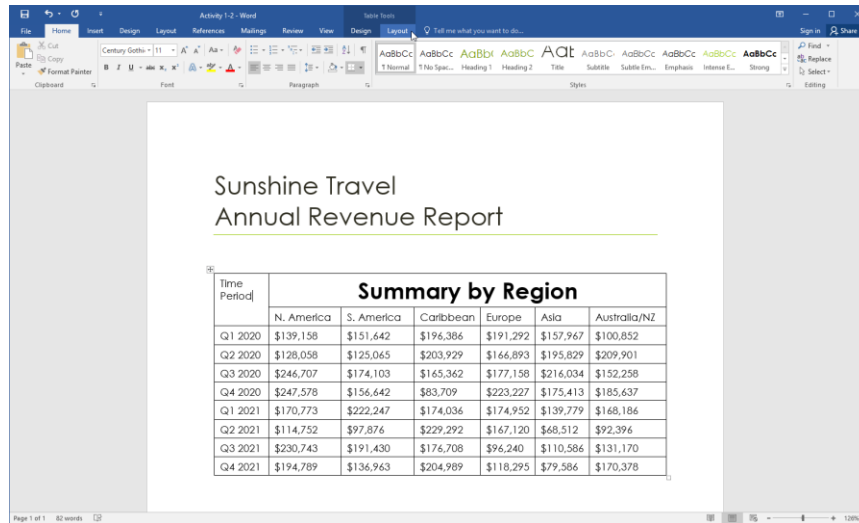 Activity 1-2 - Word
Table Tools
File Home Insert Design Layout References Mailings Review View Design Layout Tell me what you want to do... Sign in Share
Cut
Copy
Paste
Format Painter
Clipboard
Century Gothi 11
Font
Paragraph
AaBbCc AaBbCc AaBbC AaBbC AaB AaBbC AaBbCc AaBbCc AaBbCc AaBbCc
¶ Normal ¶ No Spac... Heading 1 Heading 2 Title Subtitle Subtle Em... Emphasis Intense E... Strong
Styles
Find
Replace
Select
Editing
Sunshine Travel
Annual Revenue Report
Time
Period
Summary by Region
N. America S. America Caribbean Europe Asia Australia/NZ
Q1 2020 $139,158 $151,642 $196,386 $191,292 $157,967 $100,852
Q2 2020 $128,058 $125,065 $203,929 $166,893 $195,829 $209,901
Q3 2020 $246,707 $174,103 $165,362 $177,158 $216,034 $152,258
Q4 2020 $247,578 $156,642 $83,709 $223,227 $175,413 $185,637
Q1 2021 $170,773 $222,247 $174,036 $174,952 $139,779 $168,186
Q2 2021 $114,752 $97,876 $229,292 $167,120 $68,512 $92,396
Q3 2021 $230,743 $191,430 $176,708 $96,240 $110,586 $131,170
Q4 2021 $194,789 $136,963 $204,989 $118,295 $79,586 $170,378
Page 1 of 1 82 words